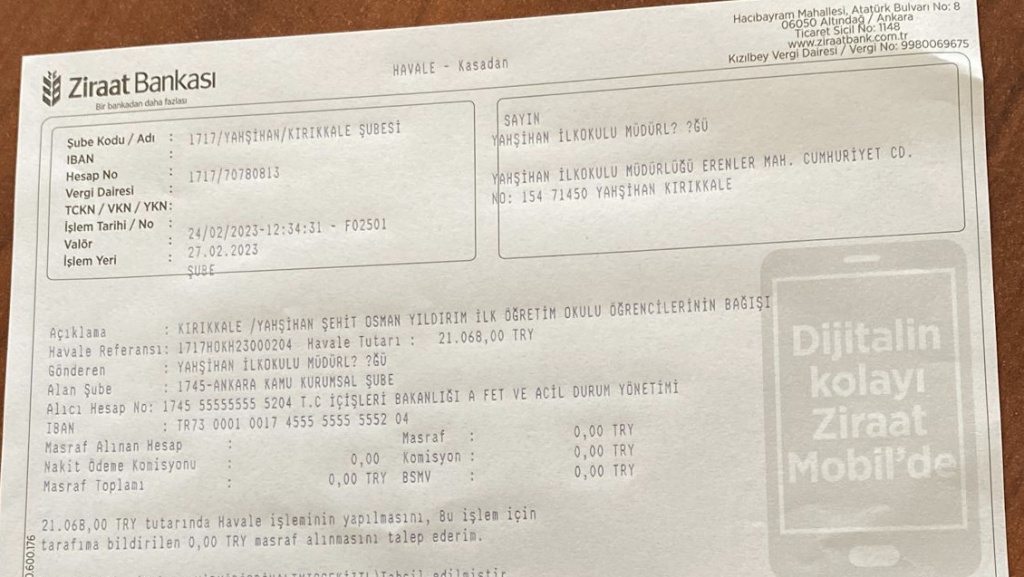 Hacıbayram Mahallesi, Atatürk Bulvarı No: 8
06050 Altındağ / Ankara
Ticaret Sicil No: 1148
www.ziraatbank.com.tr
Kızılbey Vergi Dairesi / Vergi No: 9980069675
Ziraat Bankası
Bir bankadan daha fazlası
HAVALE - Kasadan
Şube Kodu / Adı : 1717/YAHŞİHAN/KIRIKKALE ŞUBESİ
IBAN :
Hesap No : 1717/70780813
Vergi Dairesi :
TCKN / VKN / YKN:
İşlem Tarihi / No : 24/02/2023-12:34:31 - F02501
Valör : 27.02.2023
İşlem Yeri : ŞUBE
SAYIN
YAHŞİHAN İLKOKULU MÜDÜRL? ?ĞÜ
YAHŞİHAN İLKOKULU MÜDÜRLÜĞÜ ERENLER MAH. CUMHURİYET CD.
NO: 154 71450 YAHŞİHAN KIRIKKALE
Açıklama : KIRIKKALE /YAHŞİHAN ŞEHİT OSMAN YILDIRIM İLK ÖĞRETİM OKULU ÖĞRENCİLERİNİN BAĞIŞI
Havale Referansı: 1717HOKH23000204 Havale Tutarı : 21.068,00 TRY
Gönderen : YAHŞİHAN İLKOKULU MÜDÜRL? ?ĞÜ
Alan Şube : 1745-ANKARA KAMU KURUMSAL ŞUBE
Alıcı Hesap No: 1745 55555555 5204 T.C İÇİŞLERİ BAKANLIĞI A FET VE ACİL DURUM YÖNETİMİ
IBAN : TR73 0001 0017 4555 5555 5552 04
Masraf Alınan Hesap : Masraf : 0,00 TRY
Nakit Ödeme Komisyonu : 0,00 Komisyon : 0,00 TRY
Masraf Toplamı : 0,00 TRY BSMV : 0,00 TRY
21.068,00 TRY tutarında Havale işleminin yapılmasını, Bu işlem için
tarafıma bildirilen 0,00 TRY masraf alınmasını talep ederim.
Dijitalin
kolayı
Ziraat
Mobil'de
0.600.176